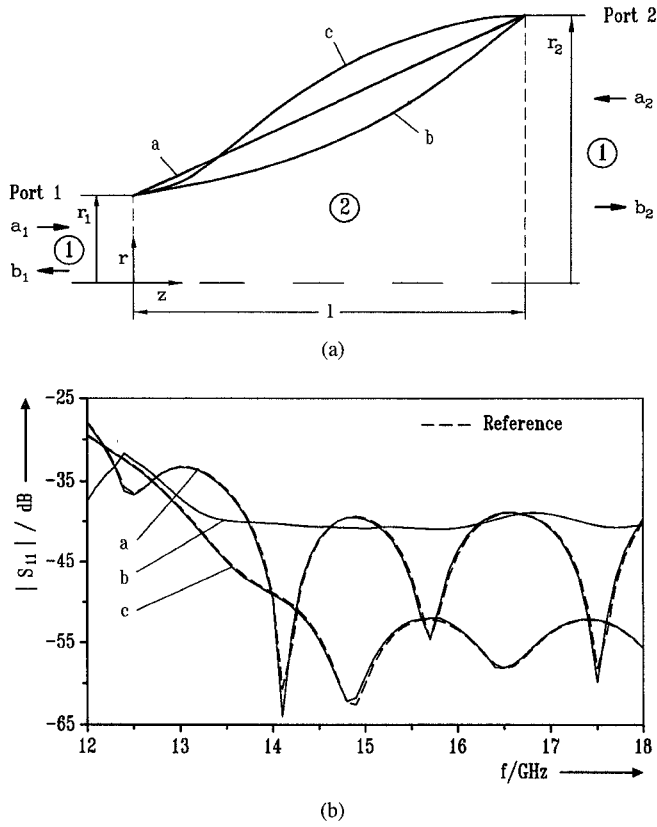 Port 2
c
r₂
a₂
a
b
1
Port 1
2
b₂
a₁
r₁
1
r
b₁
z
l
(a)
-25
Reference
-35
|S₁₁| / dB
a
-45
b
c
-55
-65
12 13 14 15 16 17 18
f/GHz
(b)